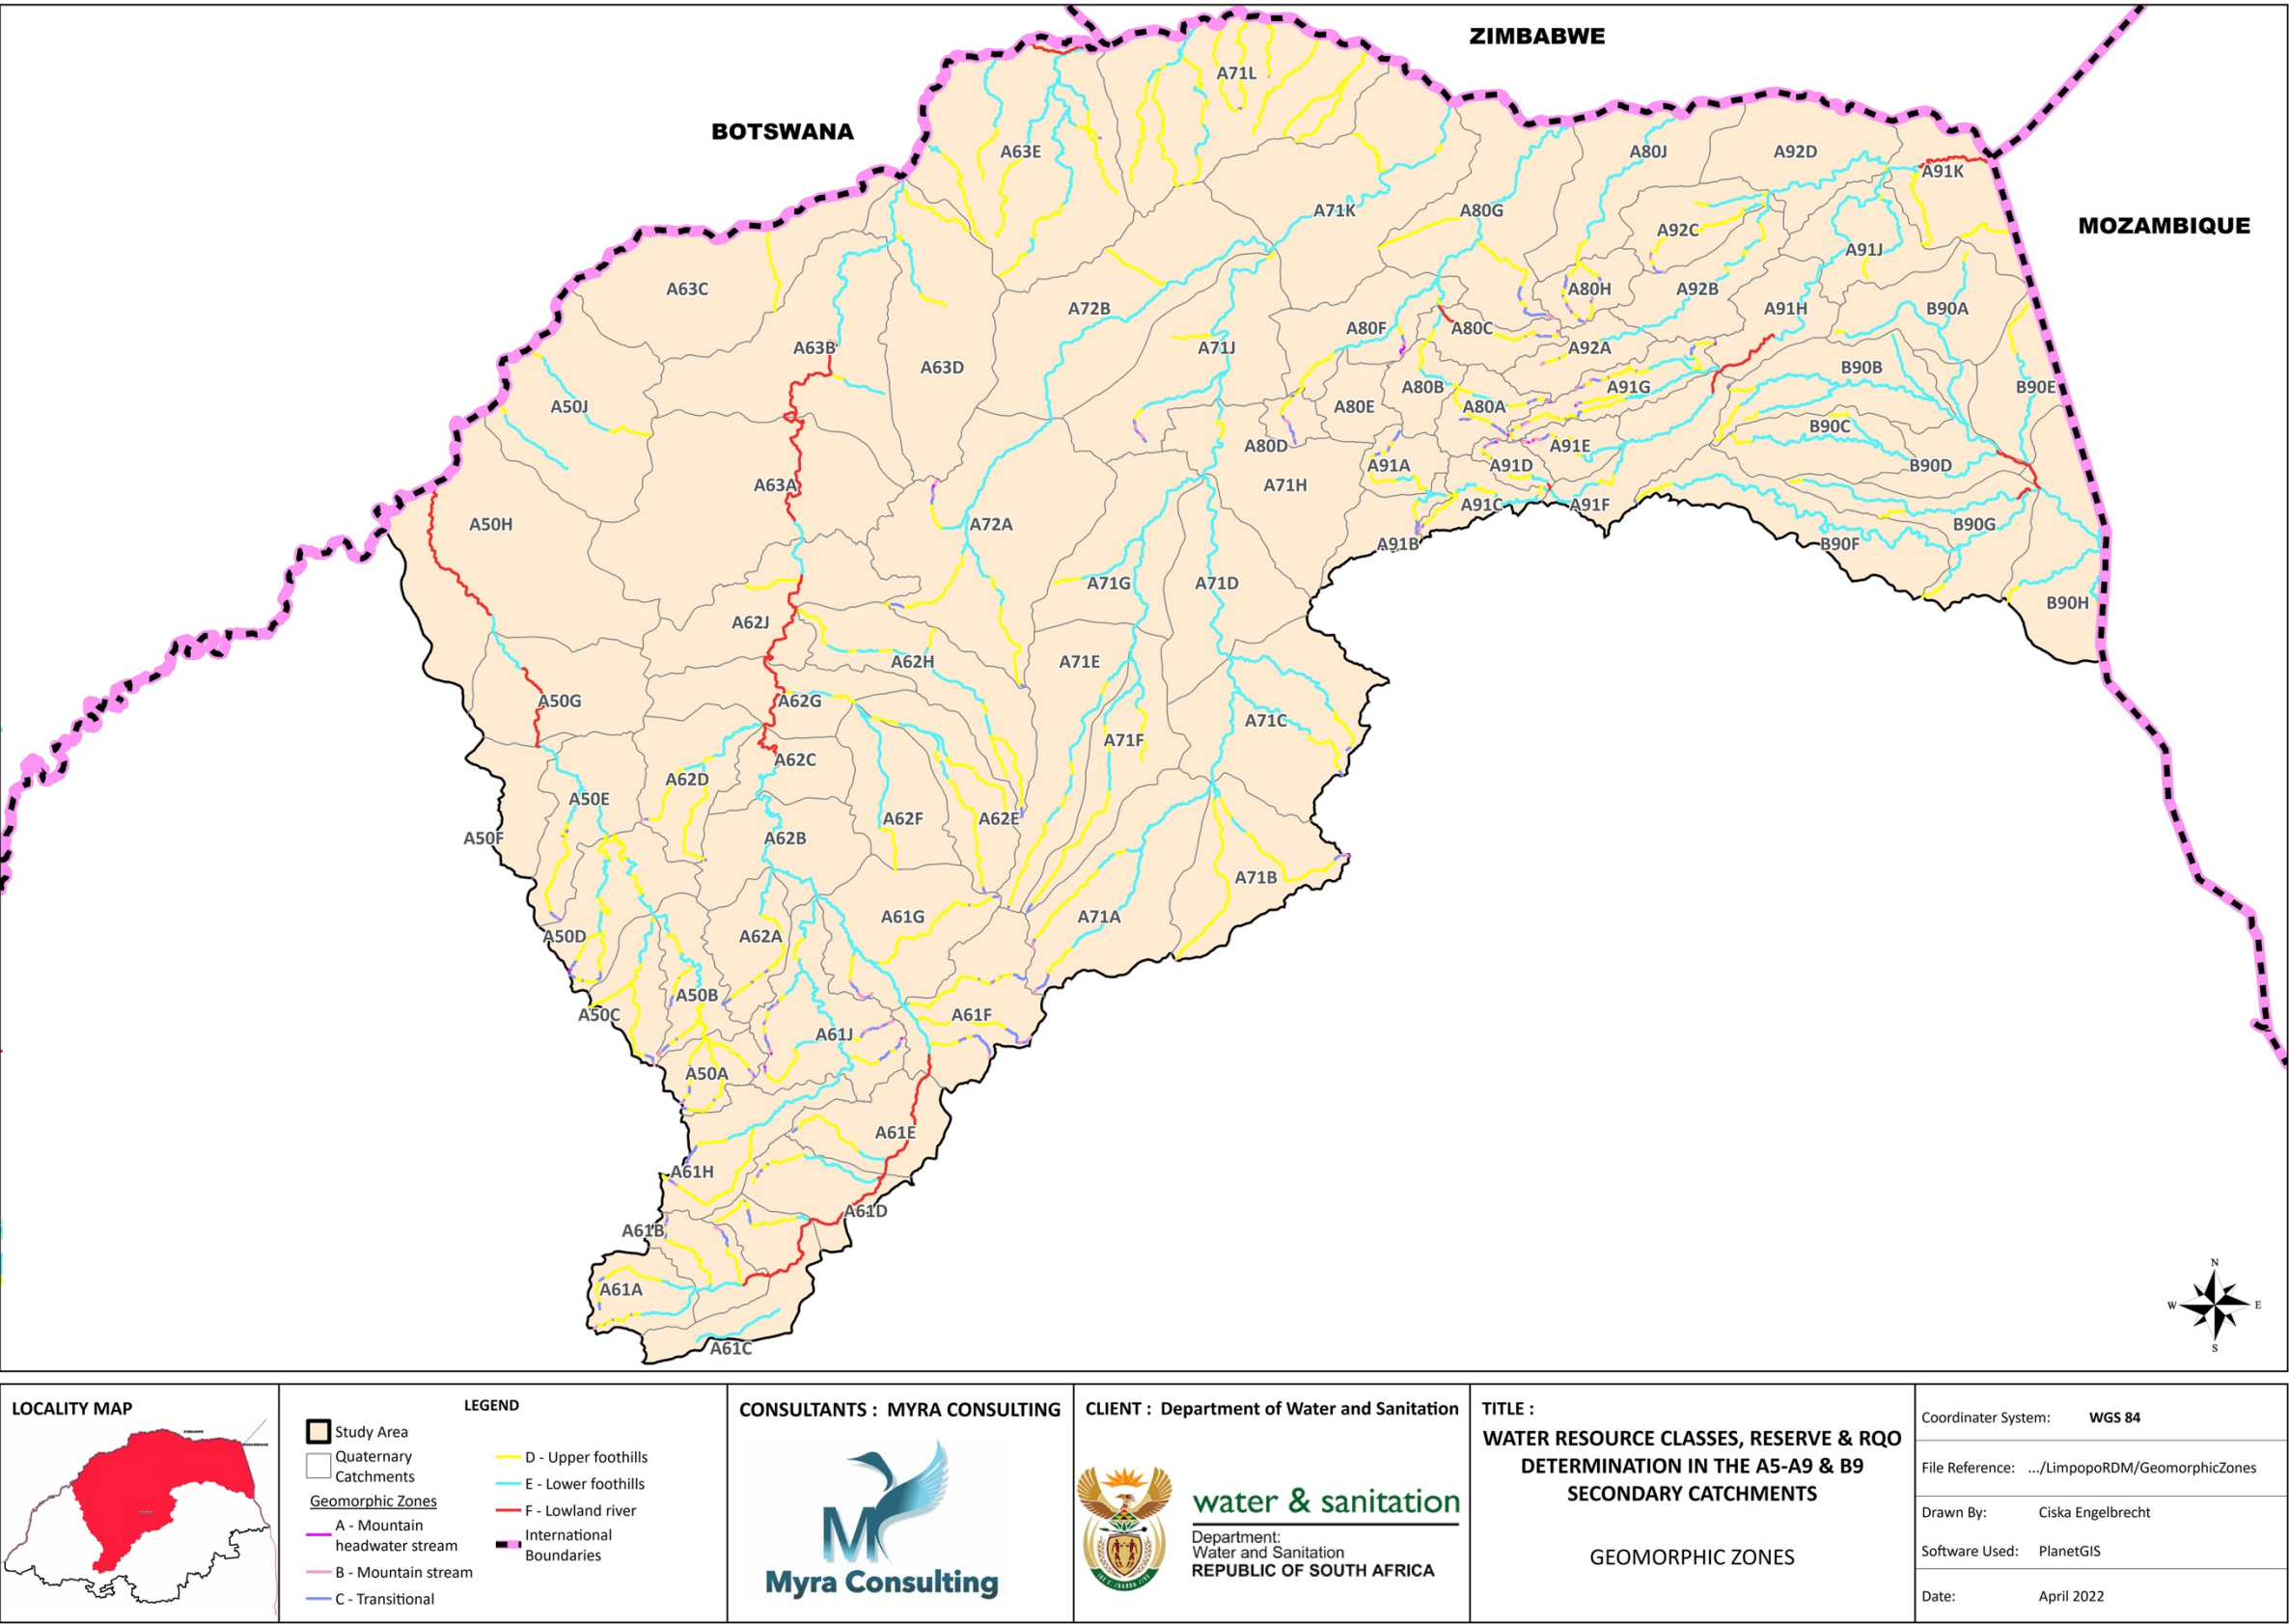 ZIMBABWE
BOTSWANA
MOZAMBIQUE
A71L
A63E
A80J
A92D
A91K
A71K
A80G
A92C
A91J
A63C
A80H
A92B
A72B
A91H
B90A
A80F
A80C
A63B
A71J
A92A
A63D
B90B
A80B
A91G
B90E
A50J
A80E
A80A
B90C
A80D
A91E
A91A
A91D
B90D
A63A
A71H
A91C
A91F
A50H
A72A
B90G
A91B
B90F
A71G
A71D
B90H
A62J
A62H
A71E
A50G
A62G
A71C
A71F
A62C
A62D
A50E
A62F
A62E
A50F
A62B
A71B
A61G
A71A
A50D
A62A
A50B
A50C
A61F
A61J
A50A
A61E
A61H
A61D
A61B
A61A
A61C
N
W
E
S
LOCALITY MAP
ZIMBABWE
LEGEND
Study Area
Quaternary
Catchments
Geomorphic Zones
A - Mountain
headwater stream
B - Mountain stream
C - Transitional
D - Upper foothills
E - Lower foothills
F - Lowland river
International
Boundaries
CONSULTANTS : MYRA CONSULTING
M
Myra Consulting
CLIENT : Department of Water and Sanitation
water & sanitation
Department:
Water and Sanitation
REPUBLIC OF SOUTH AFRICA
TITLE :
WATER RESOURCE CLASSES, RESERVE & RQO
DETERMINATION IN THE A5-A9 & B9
SECONDARY CATCHMENTS
GEOMORPHIC ZONES
Coordinater System: WGS 84
File Reference: .../LimpopoRDM/GeomorphicZones
Drawn By: Ciska Engelbrecht
Software Used: PlanetGIS
Date: April 2022